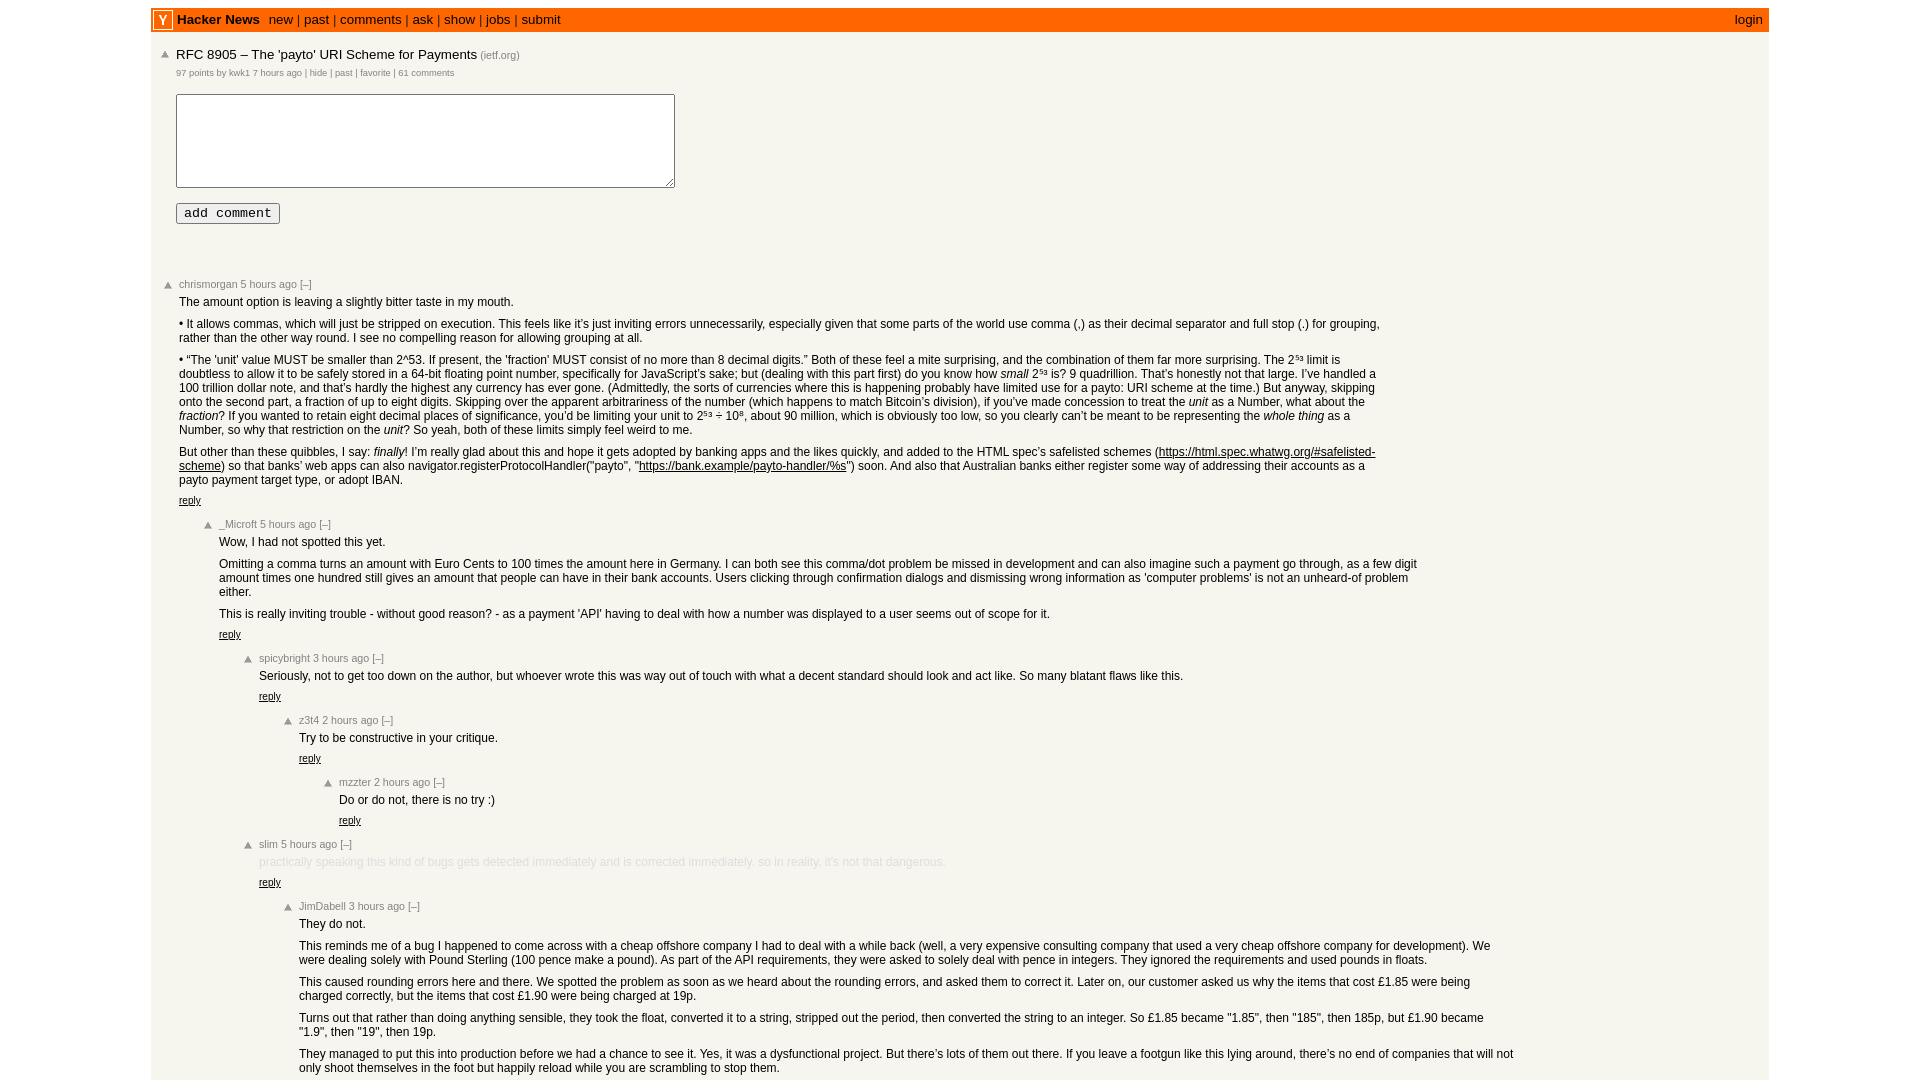 Y Hacker News new | past | comments | ask | show | jobs | submit login
RFC 8905 – The 'payto' URI Scheme for Payments (ietf.org)
97 points by kwk1 7 hours ago | hide | past | favorite | 61 comments
add comment
chrismorgan 5 hours ago [–]
The amount option is leaving a slightly bitter taste in my mouth.
• It allows commas, which will just be stripped on execution. This feels like it's just inviting errors unnecessarily, especially given that some parts of the world use comma (,) as their decimal separator and full stop (.) for grouping,
rather than the other way round. I see no compelling reason for allowing grouping at all.
• “The 'unit' value MUST be smaller than 2^53. If present, the 'fraction' MUST consist of no more than 8 decimal digits.” Both of these feel a mite surprising, and the combination of them far more surprising. The 2⁵³ limit is
doubtless to allow it to be safely stored in a 64-bit floating point number, specifically for JavaScript’s sake; but (dealing with this part first) do you know how small 2⁵³ is? 9 quadrillion. That’s honestly not that large. I’ve handled a
100 trillion dollar note, and that’s hardly the highest any currency has ever gone. (Admittedly, the sorts of currencies where this is happening probably have limited use for a payto: URI scheme at the time.) But anyway, skipping
onto the second part, a fraction of up to eight digits. Skipping over the apparent arbitrariness of the number (which happens to match Bitcoin’s division), if you’ve made concession to treat the unit as a Number, what about the
fraction? If you wanted to retain eight decimal places of significance, you’d be limiting your unit to 2⁵³ ÷ 10⁸, about 90 million, which is obviously too low, so you clearly can’t be meant to be representing the whole thing as a
Number, so why that restriction on the unit? So yeah, both of these limits simply feel weird to me.
But other than these quibbles, I say: finally! I’m really glad about this and hope it gets adopted by banking apps and the likes quickly, and added to the HTML spec’s safelisted schemes (https://html.spec.whatwg.org/#safelisted-
scheme) so that banks’ web apps can also navigator.registerProtocolHandler("payto", "https://bank.example/payto-handler/%s") soon. And also that Australian banks either register some way of addressing their accounts as a
payto payment target type, or adopt IBAN.
reply
_Microft 5 hours ago [–]
Wow, I had not spotted this yet.
Omitting a comma turns an amount with Euro Cents to 100 times the amount here in Germany. I can both see this comma/dot problem be missed in development and can also imagine such a payment go through, as a few digit
amount times one hundred still gives an amount that people can have in their bank accounts. Users clicking through confirmation dialogs and dismissing wrong information as 'computer problems' is not an unheard-of problem
either.
This is really inviting trouble - without good reason? - as a payment 'API' having to deal with how a number was displayed to a user seems out of scope for it.
reply
spicybright 3 hours ago [–]
Seriously, not to get too down on the author, but whoever wrote this was way out of touch with what a decent standard should look and act like. So many blatant flaws like this.
reply
z3t4 2 hours ago [–]
Try to be constructive in your critique.
reply
mzzter 2 hours ago [–]
Do or do not, there is no try :)
reply
slim 5 hours ago [–]
practically speaking this kind of bugs gets detected immediately and is corrected immediately. so in reality, it's not that dangerous.
reply
JimDabell 3 hours ago [–]
They do not.
This reminds me of a bug I happened to come across with a cheap offshore company I had to deal with a while back (well, a very expensive consulting company that used a very cheap offshore company for development). We
were dealing solely with Pound Sterling (100 pence make a pound). As part of the API requirements, they were asked to solely deal with pence in integers. They ignored the requirements and used pounds in floats.
This caused rounding errors here and there. We spotted the problem as soon as we heard about the rounding errors, and asked them to correct it. Later on, our customer asked us why the items that cost £1.85 were being
charged correctly, but the items that cost £1.90 were being charged at 19p.
Turns out that rather than doing anything sensible, they took the float, converted it to a string, stripped out the period, then converted the string to an integer. So £1.85 became "1.85", then "185", then 185p, but £1.90 became
"1.9", then "19", then 19p.
They managed to put this into production before we had a chance to see it. Yes, it was a dysfunctional project. But there’s lots of them out there. If you leave a footgun like this lying around, there’s no end of companies that will not
only shoot themselves in the foot but happily reload while you are scrambling to stop them.